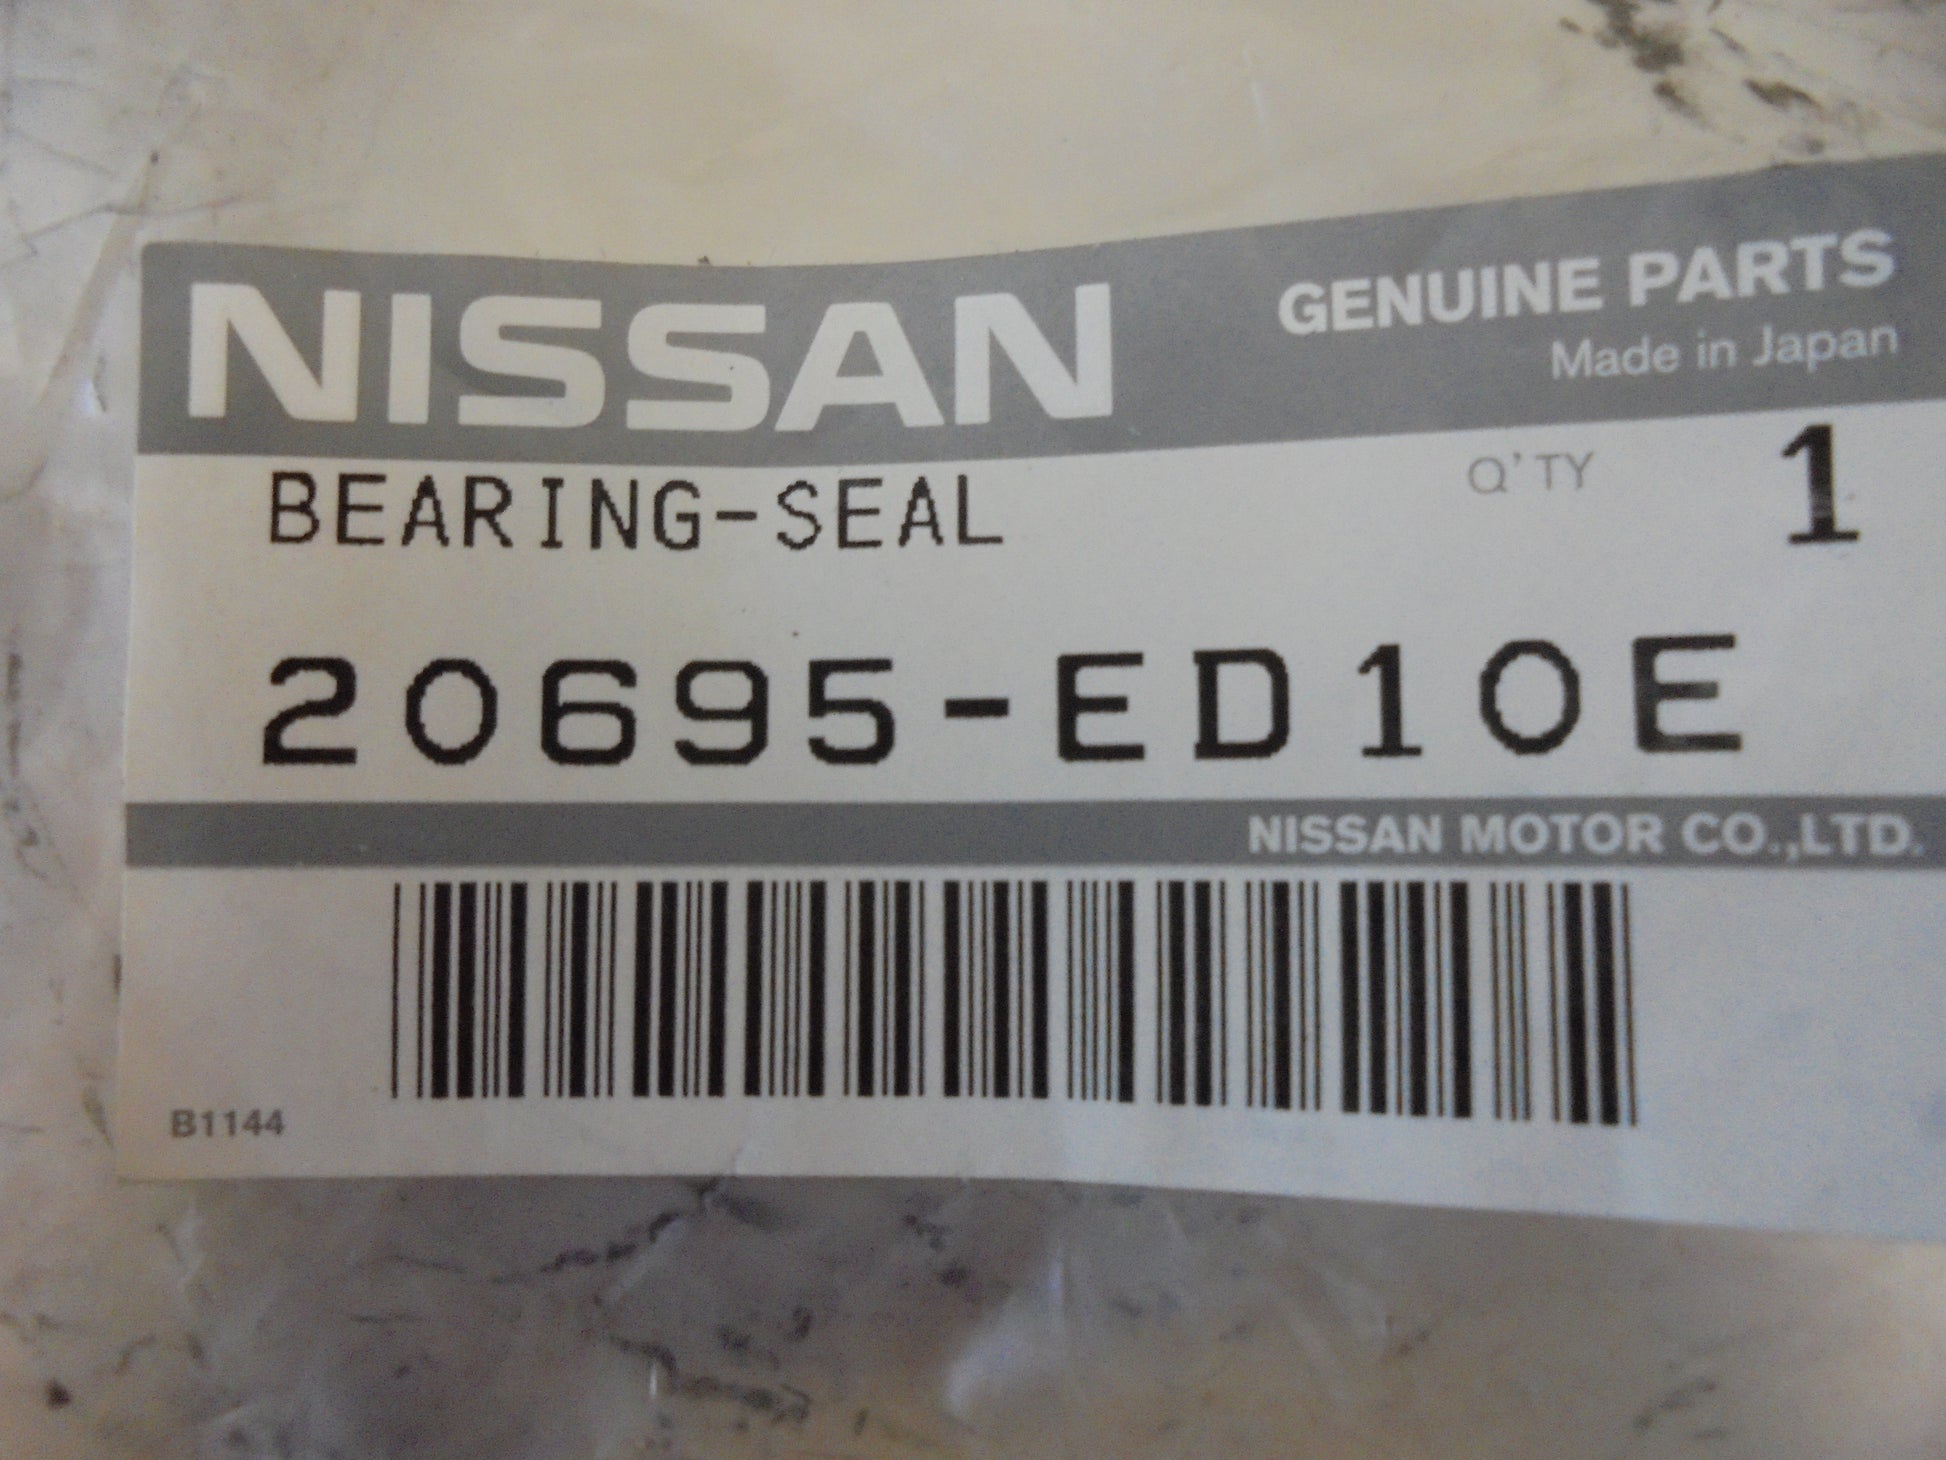 NISSAN
GENUINE PARTS
Made in Japan
BEARING-SEAL
Q'TY 1
20695-ED10E
NISSAN MOTOR CO.,LTD.
B1144